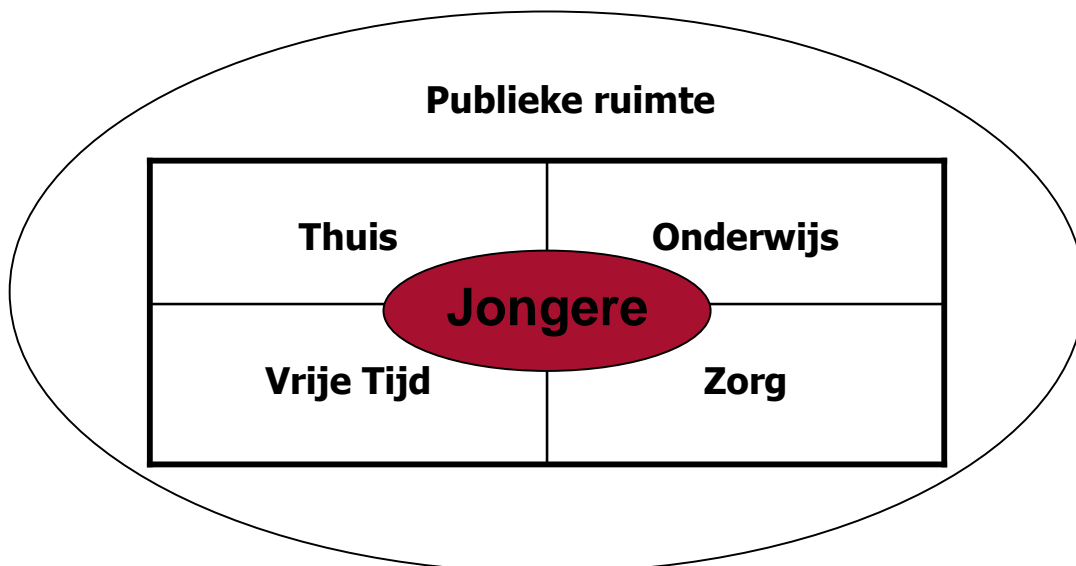 Publieke ruimte
Thuis
Onderwijs
Jongere
Vrije Tijd
Zorg